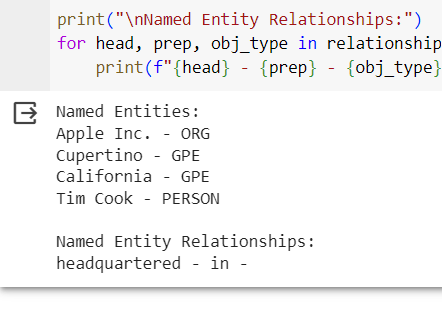 print("\nNamed Entity Relationships:")
for head, prep, obj_type in relationship
    print(f"{head} - {prep} - {obj_type}
Named Entities:
Apple Inc. - ORG
Cupertino - GPE
California - GPE
Tim Cook - PERSON
Named Entity Relationships:
headquartered - in -